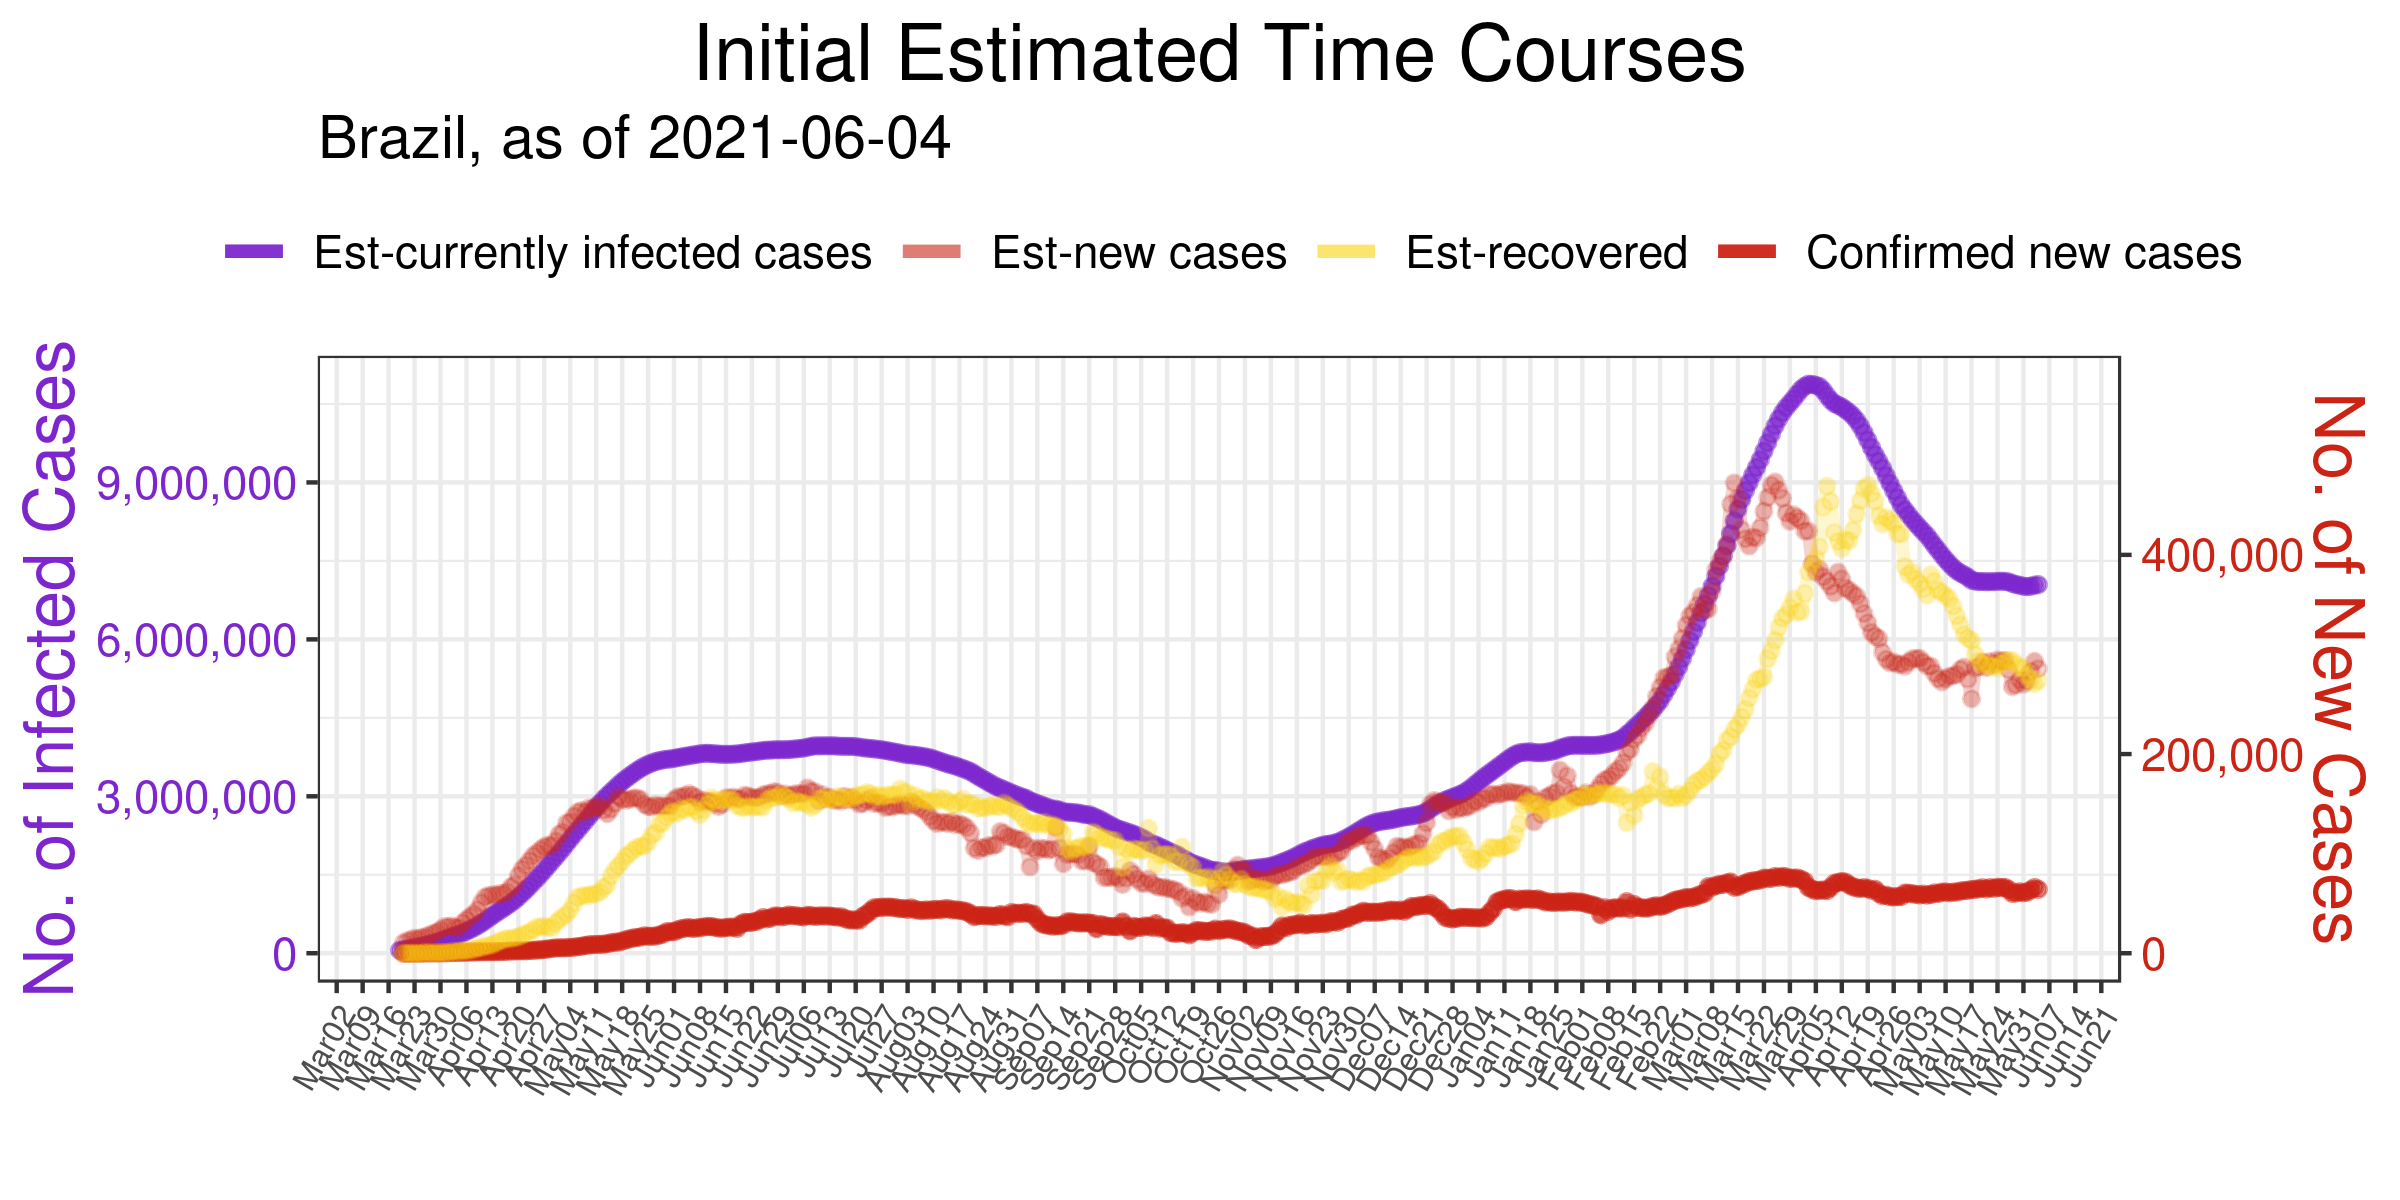 Initial Estimated Time Courses
Brazil, as of 2021-06-04
Est-currently infected cases
Est-new cases
Est-recovered
Confirmed new cases
No. of Infected Cases
9,000,000
6,000,000
3,000,000
0
400,000
200,000
0
No. of New Cases
Mar02
Mar09
Mar16
Mar23
Mar30
Apr06
Apr13
Apr20
Apr27
May04
May11
May18
May25
Jun01
Jun08
Jun15
Jun22
Jun29
Jul06
Jul13
Jul20
Jul27
Aug03
Aug10
Aug17
Aug24
Aug31
Sep07
Sep14
Sep21
Sep28
Oct05
Oct12
Oct19
Oct26
Nov02
Nov09
Nov16
Nov23
Nov30
Dec07
Dec14
Dec21
Dec28
Jan04
Jan11
Jan18
Jan25
Feb01
Feb08
Feb15
Feb22
Mar01
Mar08
Mar15
Mar22
Mar29
Apr05
Apr12
Apr19
Apr26
May03
May10
May17
May24
May31
Jun07
Jun14
Jun21